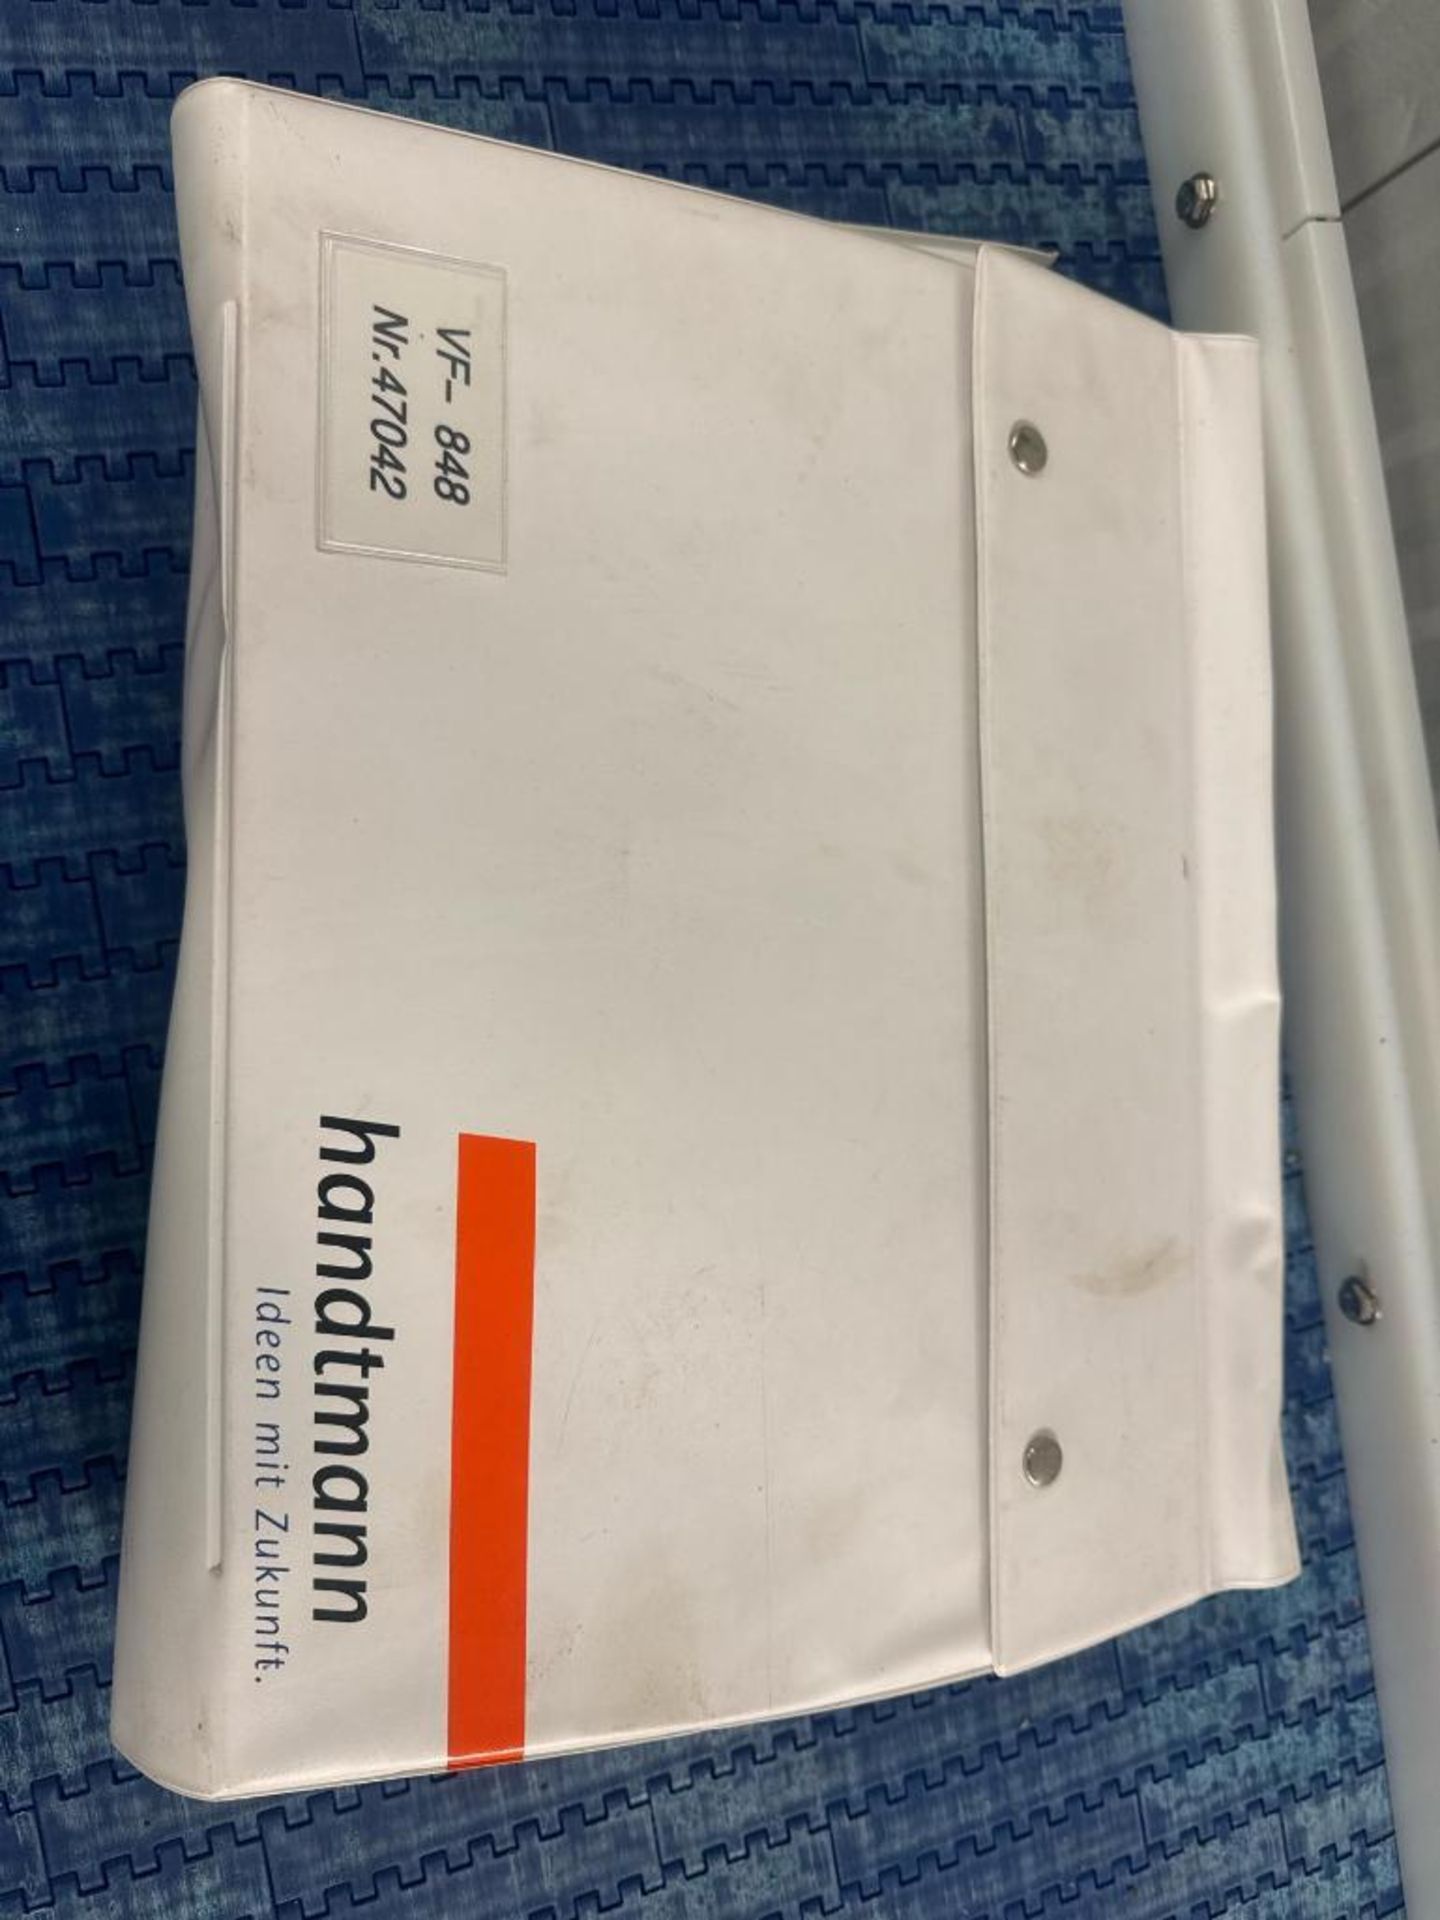 VF- 848
Nr. 47042
handtmann
Ideen mit Zukunft.